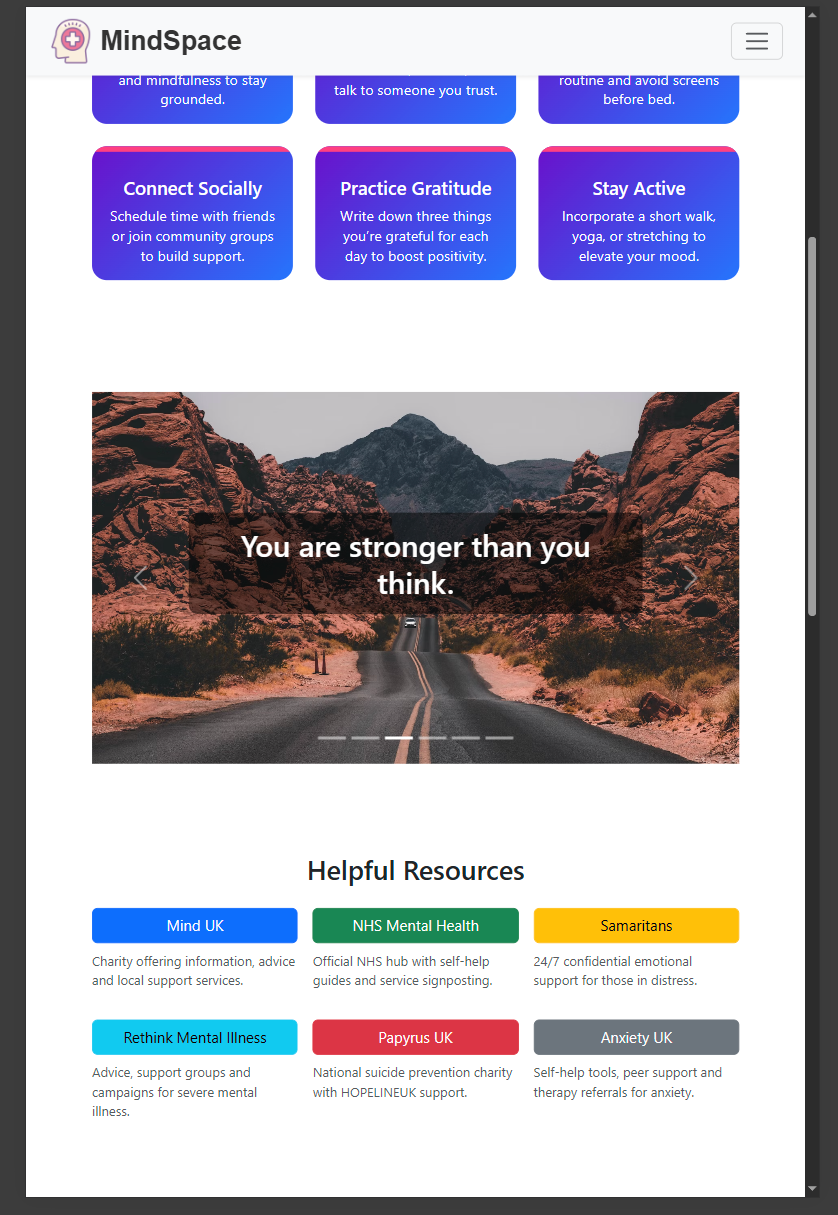 MindSpace
and mindfulness to stay
grounded.
talk to someone you trust.
routine and avoid screens
before bed.
Connect Socially
Schedule time with friends
or join community groups
to build support.
Practice Gratitude
Write down three things
you’re grateful for each
day to boost positivity.
Stay Active
Incorporate a short walk,
yoga, or stretching to
elevate your mood.
You are stronger than you
think.
Helpful Resources
Mind UK
Charity offering information, advice
and local support services.
NHS Mental Health
Official NHS hub with self-help
guides and service signposting.
Samaritans
24/7 confidential emotional
support for those in distress.
Rethink Mental Illness
Advice, support groups and
campaigns for severe mental
illness.
Papyrus UK
National suicide prevention charity
with HOPELINEUK support.
Anxiety UK
Self-help tools, peer support and
therapy referrals for anxiety.